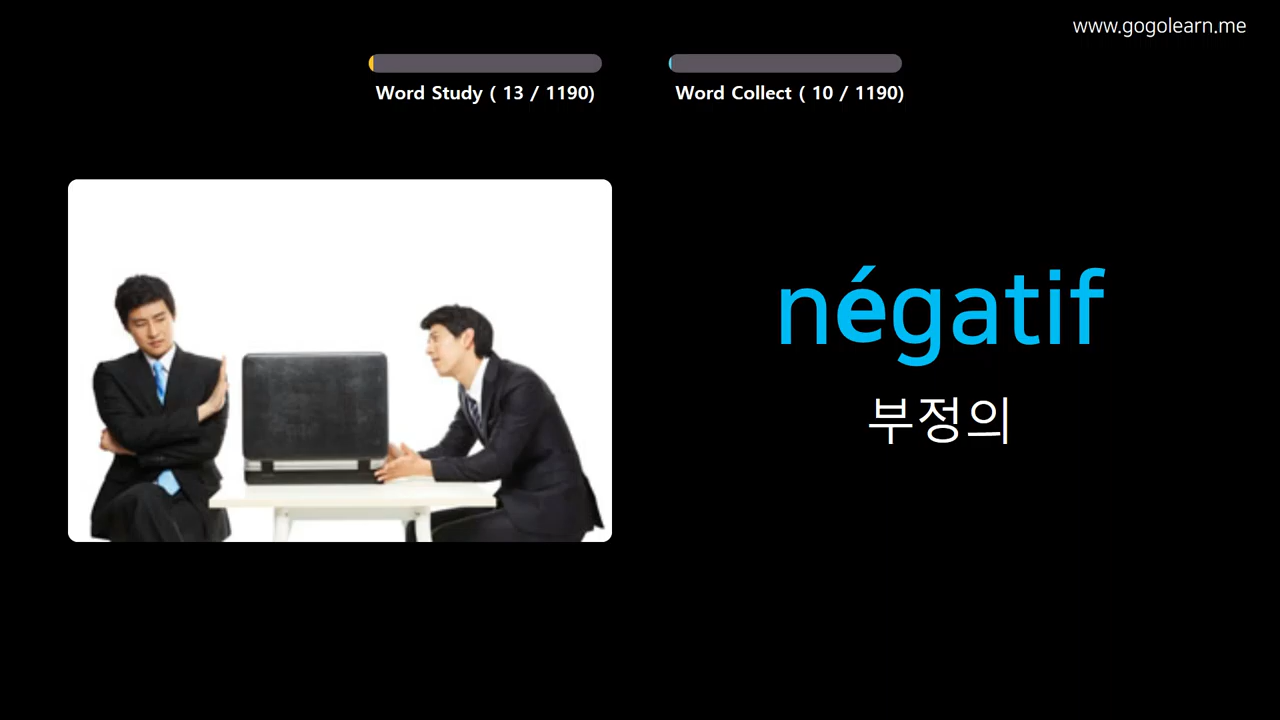 www.gogolearn.me
Word Study ( 13 / 1190)
Word Collect ( 10 / 1190)
négatif
부정의